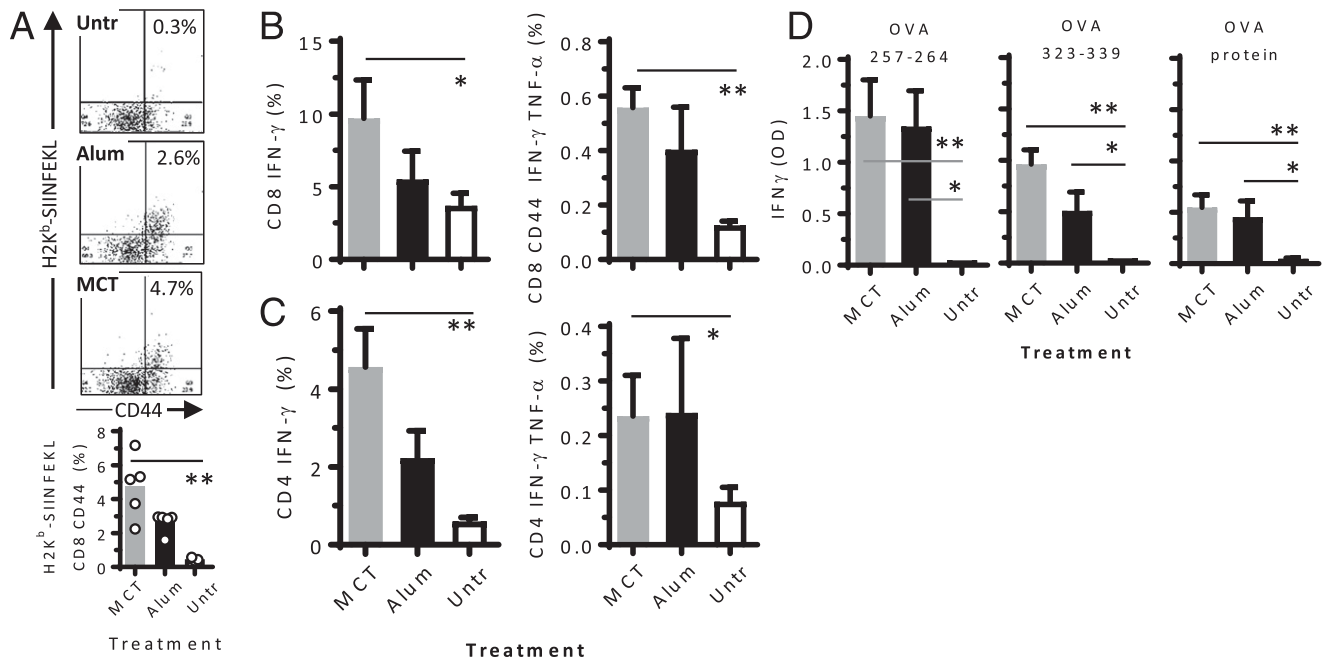 A
Untr
0.3%
Alum
2.6%
MCT
4.7%
H2Kᵇ-SIINFEKL
CD44
H2Kᵇ-SIINFEKL
CD8 CD44 (%)
8
6
4
2
0
**
MCT
Alum
Untr
Treatment
B
CD8 IFN-γ (%)
15
10
5
0
*
CD8 CD44 IFN-γ TNF-α (%)
0.8
0.6
0.4
0.2
0.0
**
C
CD4 IFN-γ (%)
6
4
2
0
**
MCT
Alum
Untr
CD4 IFN-γ TNF-α (%)
0.4
0.3
0.2
0.1
0.0
*
MCT
Alum
Untr
Treatment
D
OVA
257-264
IFNγ (OD)
2.0
1.5
1.0
0.5
0.0
**
*
MCT
Alum
Untr
OVA
323-339
**
*
MCT
Alum
Untr
OVA
protein
**
*
MCT
Alum
Untr
Treatment